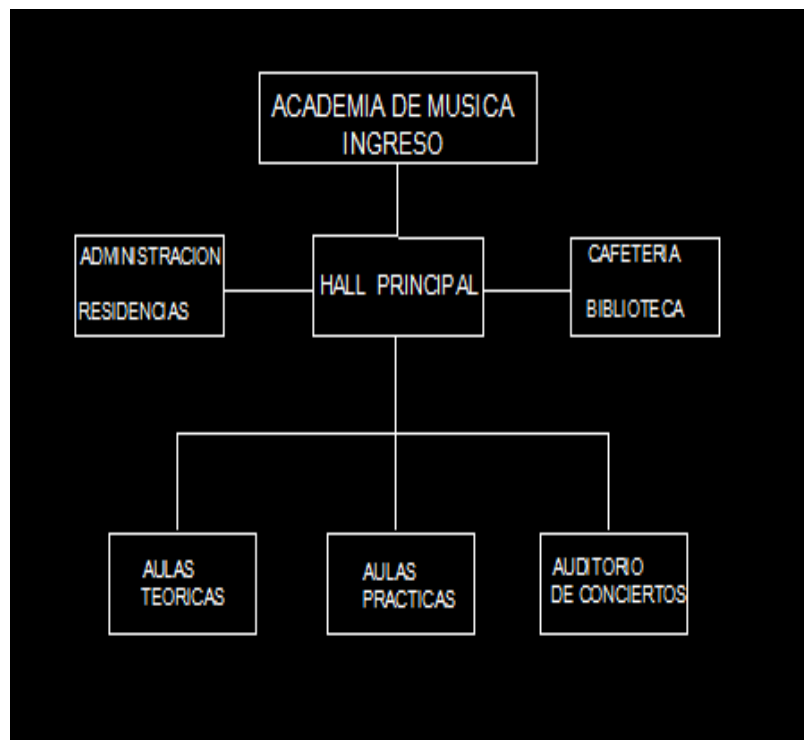 ACADEMIA DE MUSICA
INGRESO
ADMINISTRACION
RESIDENCIAS
HALL PRINCIPAL
CAFETERIA
BIBLIOTECA
AULAS
TEORICAS
AULAS
PRACTICAS
AUDITORIO
DE CONCIERTOS